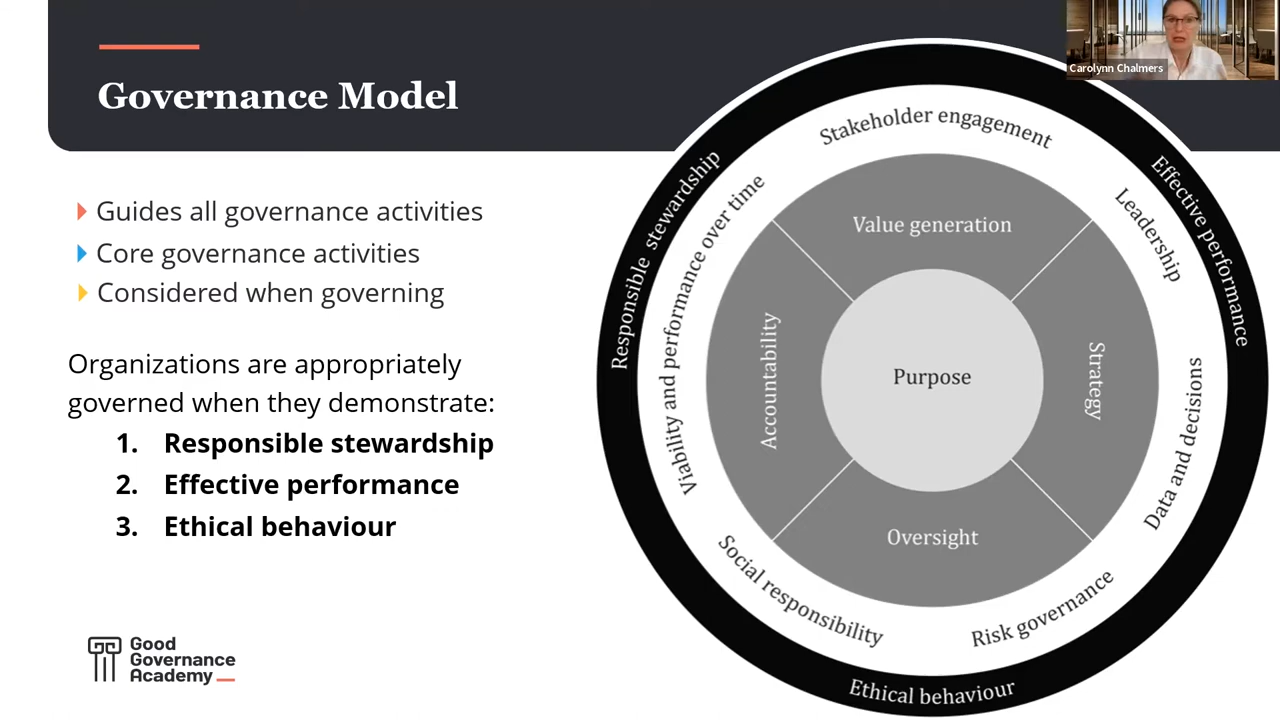 Carolynn Chalmers
Governance Model
Guides all governance activities
Core governance activities
Considered when governing
Organizations are appropriately
governed when they demonstrate:
1. Responsible stewardship
2. Effective performance
3. Ethical behaviour
Good
Governance
Academy
Responsible stewardship
Effective performance
Ethical behaviour
Stakeholder engagement
Leadership
Data and decisions
Risk governance
Social responsibility
Viability and performance over time
Value generation
Strategy
Oversight
Accountability
Purpose